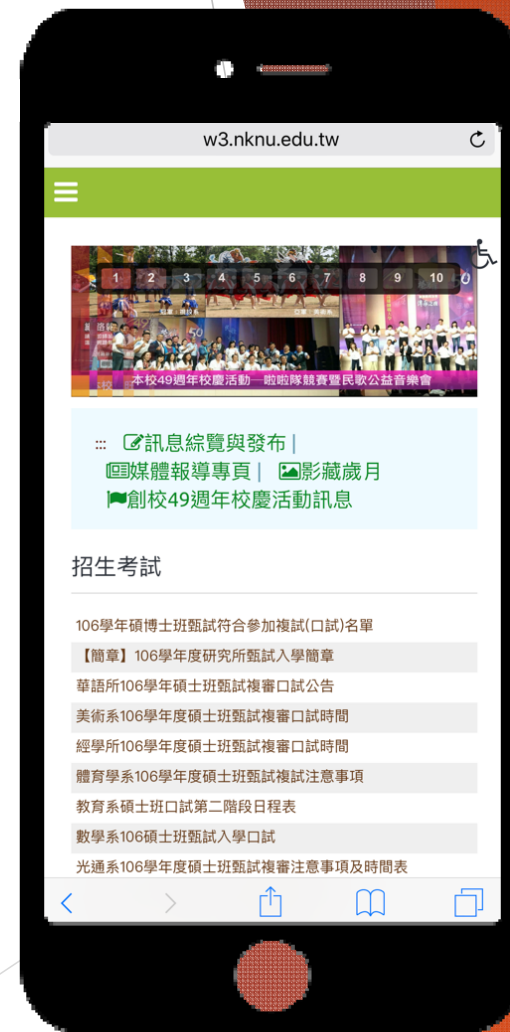 w3.nknu.edu.tw
1 2 3 4 5 6 7 8 9 10
50
本校49週年校慶活動—啦啦隊競賽暨民歌公益音樂會
::: 訊息綜覽與發布 |
媒體報導專頁 | 影藏歲月
創校49週年校慶活動訊息
招生考試
106學年碩博士班甄試符合參加複試(口試)名單
【簡章】106學年度研究所甄試入學簡章
華語所106學年碩士班甄試複審口試公告
美術系106學年度碩士班甄試複審口試時間
經學所106學年度碩士班甄試複審口試時間
體育學系106學年度碩士班甄試複試注意事項
教育系碩士班口試第二階段日程表
數學系106碩士班甄試入學口試
光通系106學年度碩士班甄試複審注意事項及時間表